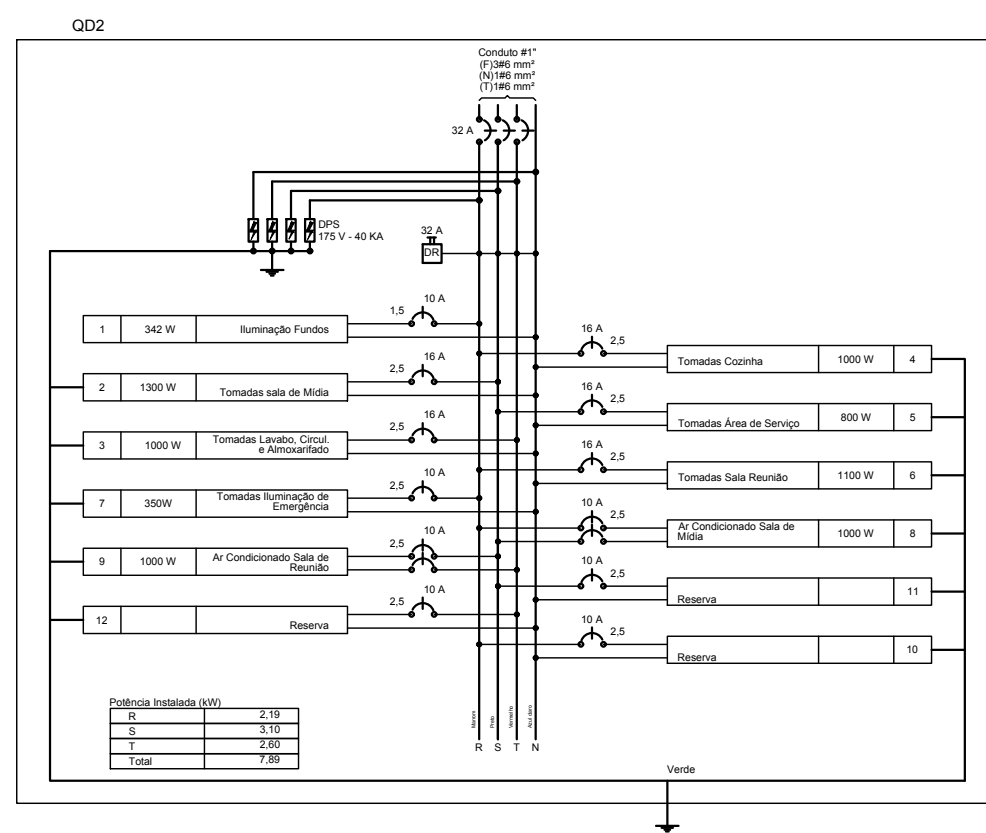 QD2
Conduto #1"
(F)3#6 mm²
(N)1#6 mm²
(T)1#6 mm²
32 A
DPS
175 V - 40 KA
32 A
DR
10 A
1,5
1 342 W Iluminação Fundos
16 A
2,5
Tomadas Cozinha 1000 W 4
16 A
2,5
2 1300 W Tomadas sala de Mídia
16 A
2,5
Tomadas Área de Serviço 800 W 5
16 A
2,5
3 1000 W Tomadas Lavabo, Circul.
e Almoxarifado
16 A
2,5
Tomadas Sala Reunião 1100 W 6
10 A
2,5
7 350W Tomadas Iluminação de
Emergência
10 A
2,5
Ar Condicionado Sala de
Mídia 1000 W 8
10 A
2,5
9 1000 W Ar Condicionado Sala de
Reunião
10 A
2,5
Reserva 11
10 A
2,5
12 Reserva
10 A
2,5
Reserva 10
Potência Instalada (kW)
R 2,19
S 3,10
T 2,60
Total 7,89
Marrom
Preto
Vermelho
Azul claro
R S T N
Verde